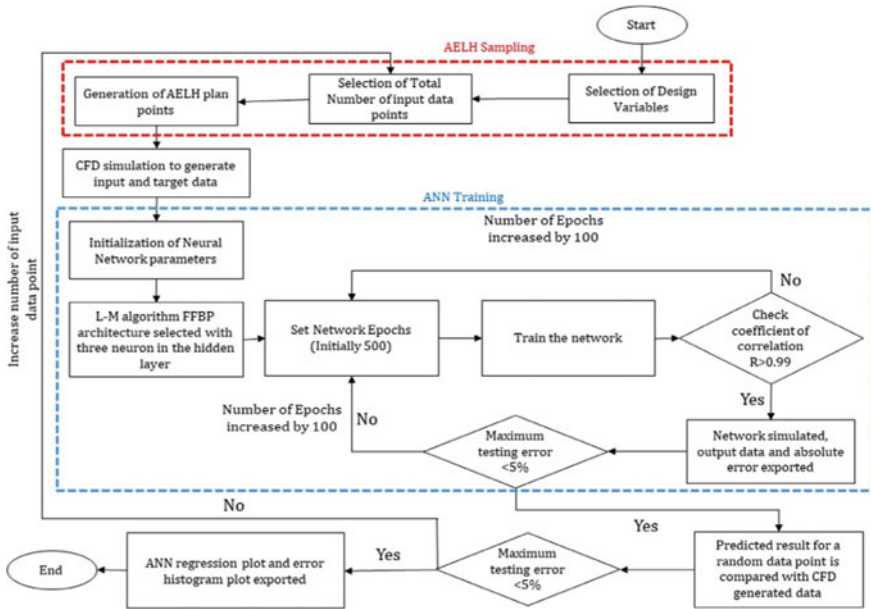 Start
AELH Sampling
Generation of AELH plan
points
Selection of Total
Number of input data
points
Selection of Design
Variables
CFD simulation to generate
input and target data
ANN Training
Number of Epochs
increased by 100
Initialization of Neural
Network parameters
No
L-M algorithm FFBP
architecture selected with
three neuron in the hidden
layer
Set Network Epochs
(Initially 500)
Train the network
Check
coefficient of
correlation
R>0.99
Increase number of input
data point
Number of Epochs
increased by 100
No
Yes
Maximum
testing error
<5%
Network simulated,
output data and absolute
error exported
No
Yes
End
ANN regression plot and error
histogram plot exported
Yes
Maximum
testing error
<5%
Predicted result for a
random data point is
compared with CFD
generated data